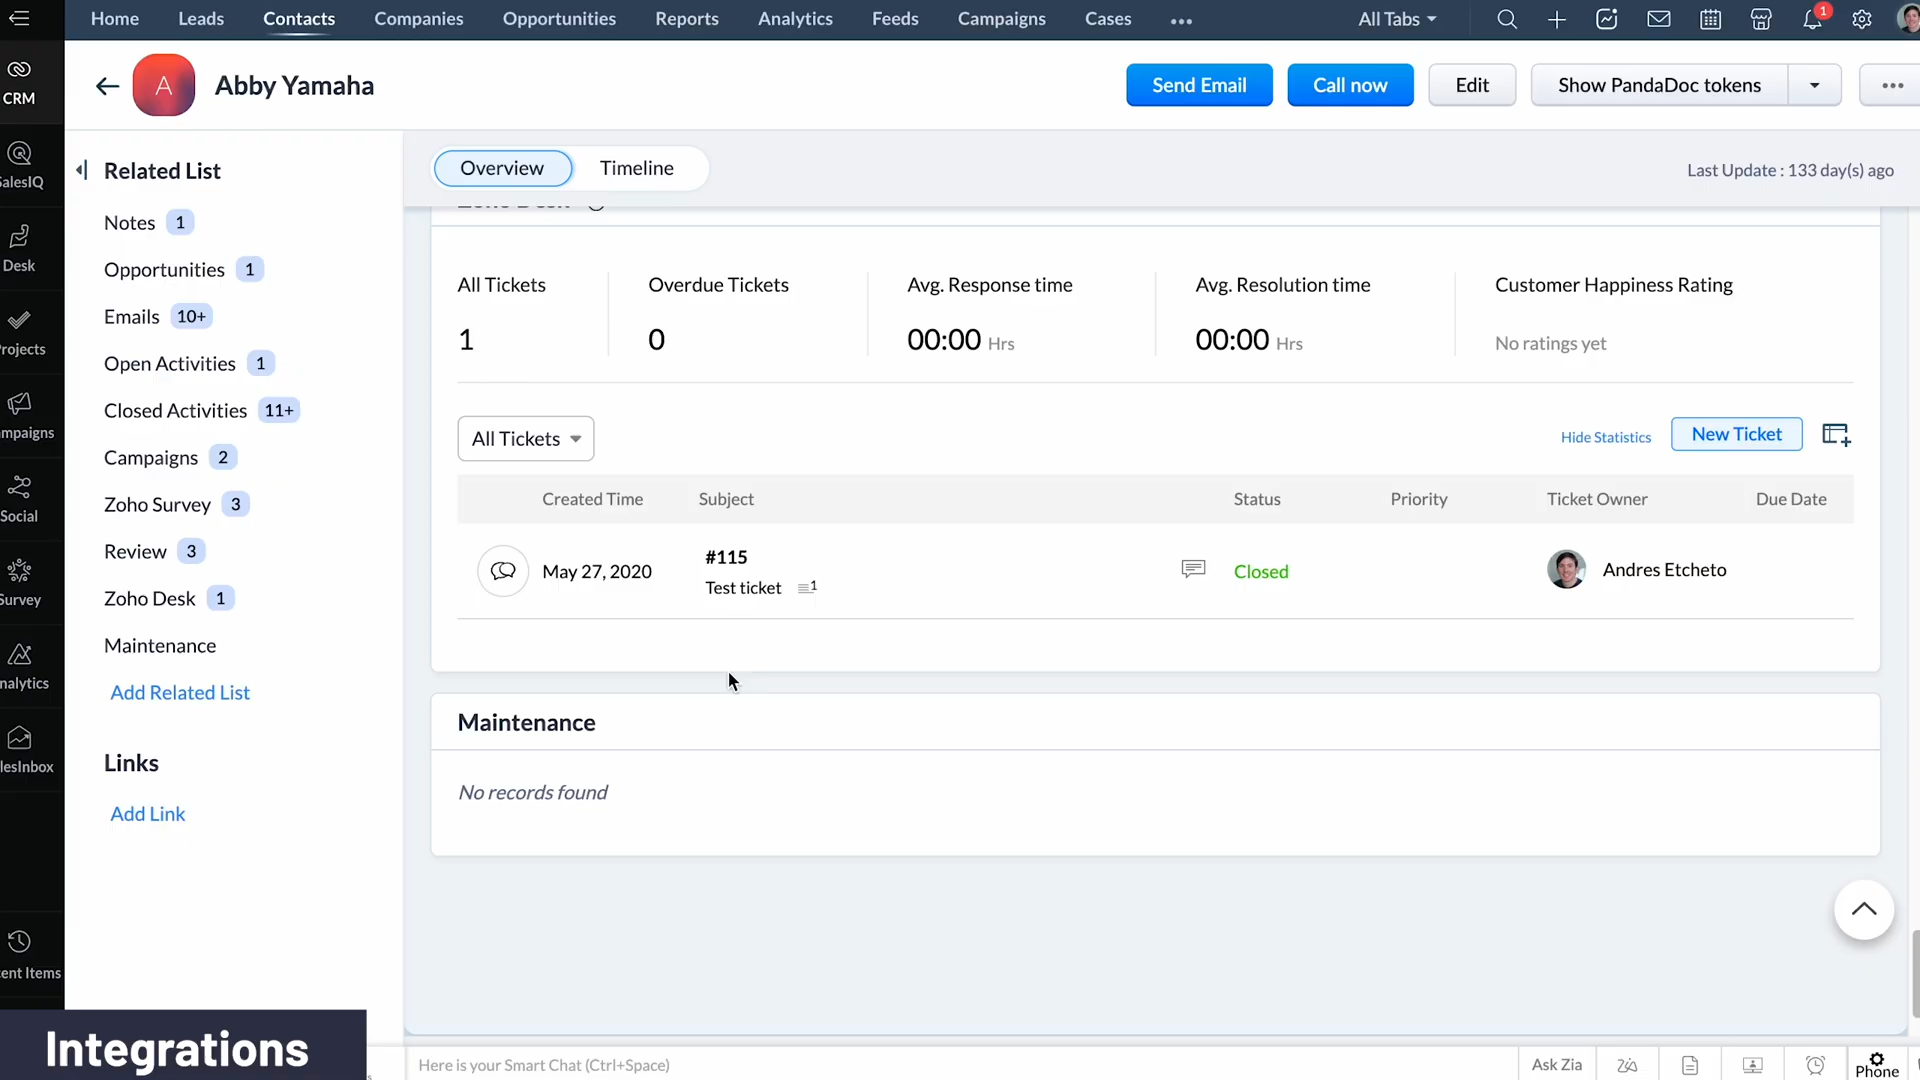 Home Leads Contacts Companies Opportunities Reports Analytics Feeds Campaigns Cases ••• All Tabs 1
CRM
SalesIQ
Desk
Projects
mpaigns
Social
Survey
nalytics
lesInbox
ent Items
A Abby Yamaha Send Email Call now Edit Show PandaDoc tokens •••
Related List
Notes 1
Opportunities 1
Emails 10+
Open Activities 1
Closed Activities 11+
Campaigns 2
Zoho Survey 3
Review 3
Zoho Desk 1
Maintenance
Add Related List
Links
Add Link
Overview Timeline Last Update : 133 day(s) ago
Zoho Desk
All Tickets Overdue Tickets Avg. Response time Avg. Resolution time Customer Happiness Rating
1 0 00:00 Hrs 00:00 Hrs No ratings yet
All Tickets Hide Statistics New Ticket
Created Time Subject Status Priority Ticket Owner Due Date
May 27, 2020 #115 Closed Andres Etcheto
Test ticket 1
Maintenance
No records found
Integrations
Here is your Smart Chat (Ctrl+Space) Ask Zia Phone